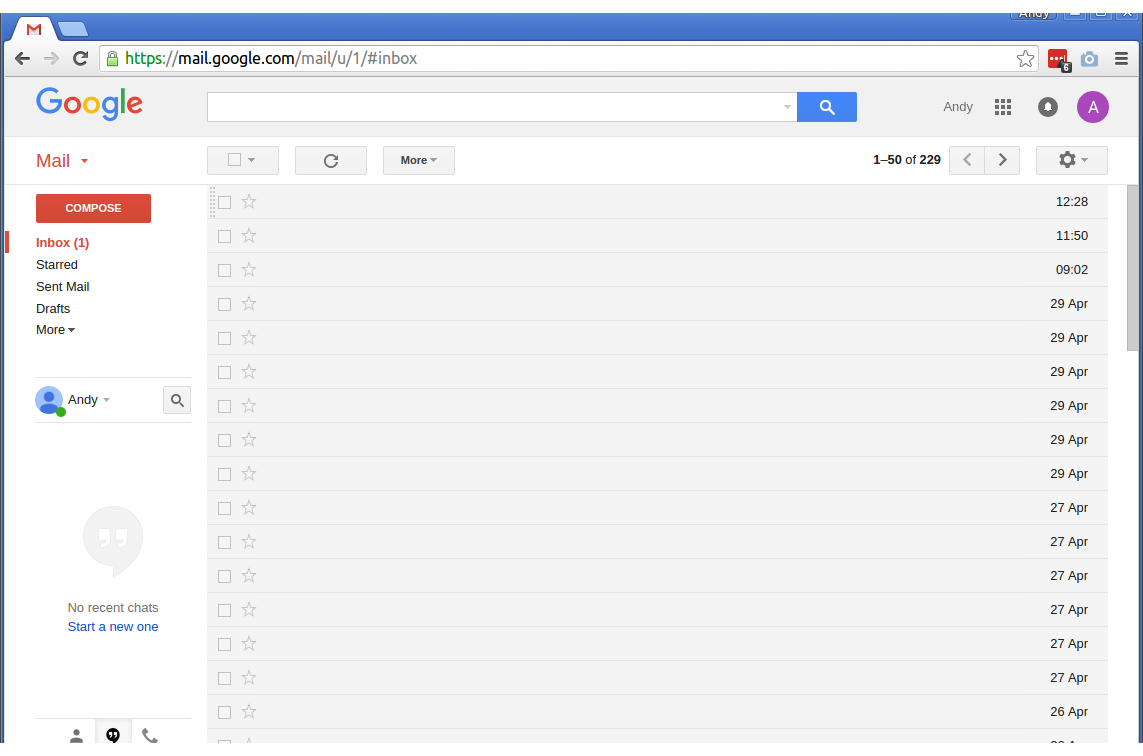 Andy
https://mail.google.com/mail/u/1/#inbox
6
Google
Andy
A
Mail
More
1–50 of 229
COMPOSE
Inbox (1)
Starred
Sent Mail
Drafts
More
Andy
No recent chats
Start a new one
12:28
11:50
09:02
29 Apr
29 Apr
29 Apr
29 Apr
29 Apr
29 Apr
27 Apr
27 Apr
27 Apr
27 Apr
27 Apr
27 Apr
26 Apr